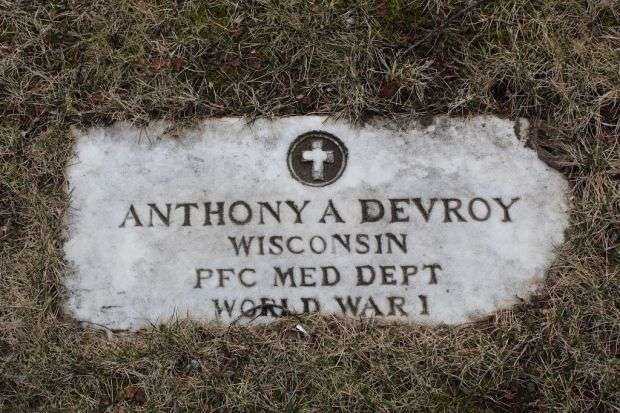 ANTHONY A DEVROY
WISCONSIN
PFC MED DEPT
WORLD WAR I